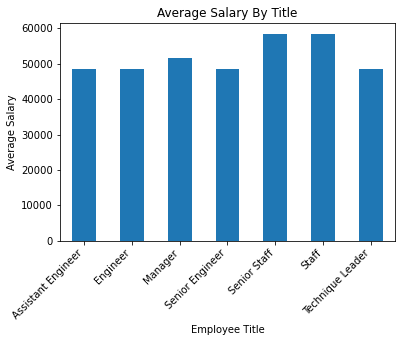 Average Salary By Title
60000
50000
40000
30000
20000
10000
0
Average Salary
Assistant Engineer
Engineer
Manager
Senior Engineer
Senior Staff
Staff
Technique Leader
Employee Title